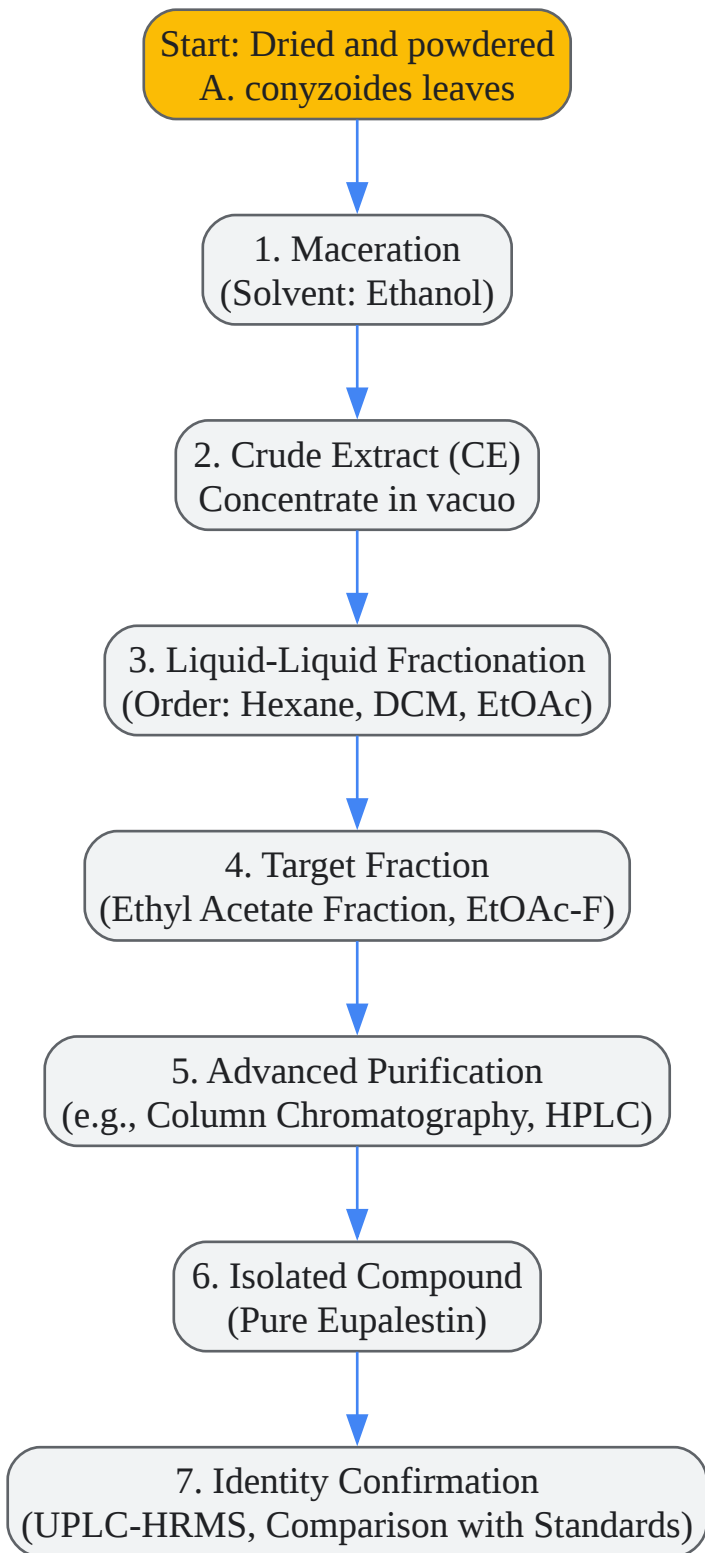 Start: Dried and powdered
A. conyzoides leaves
1. Maceration
(Solvent: Ethanol)
2. Crude Extract (CE)
Concentrate in vacuo
3. Liquid-Liquid Fractionation
(Order: Hexane, DCM, EtOAc)
4. Target Fraction
(Ethyl Acetate Fraction, EtOAc-F)
5. Advanced Purification
(e.g., Column Chromatography, HPLC)
6. Isolated Compound
(Pure Eupalestin)
7. Identity Confirmation
(UPLC-HRMS, Comparison with Standards)